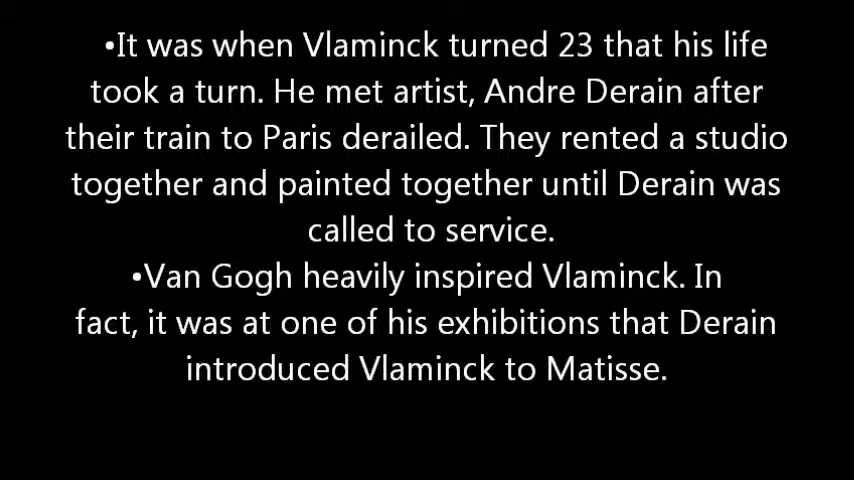 •It was when Vlaminck turned 23 that his life
took a turn. He met artist, Andre Derain after
their train to Paris derailed. They rented a studio
together and painted together until Derain was
called to service.
•Van Gogh heavily inspired Vlaminck. In
fact, it was at one of his exhibitions that Derain
introduced Vlaminck to Matisse.